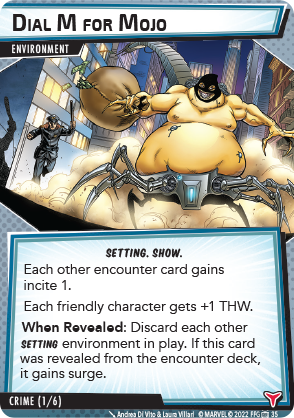 Dial M for Mojo
ENVIRONMENT
SETTING. SHOW.
Each other encounter card gains
incite 1.
Each friendly character gets +1 THW.
When Revealed: Discard each other
SETTING environment in play. If this card
was revealed from the encounter deck,
it gains surge.
CRIME (1/6)
Andrea Di Vito & Laura Villari © MARVEL © 2022 FFG 35